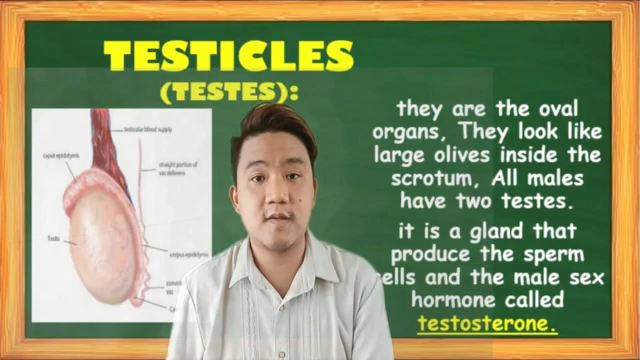 TESTICLES
(TESTES):
testicular blood supply
caput epididymis
straight portion of
vas deferens
Testis
corpus epididymis
they are the oval
organs, They look like
large olives inside the
scrotum, All males
have two testes.
it is a gland that
produce the sperm
ells and the male sex
hormone called
testosterone.